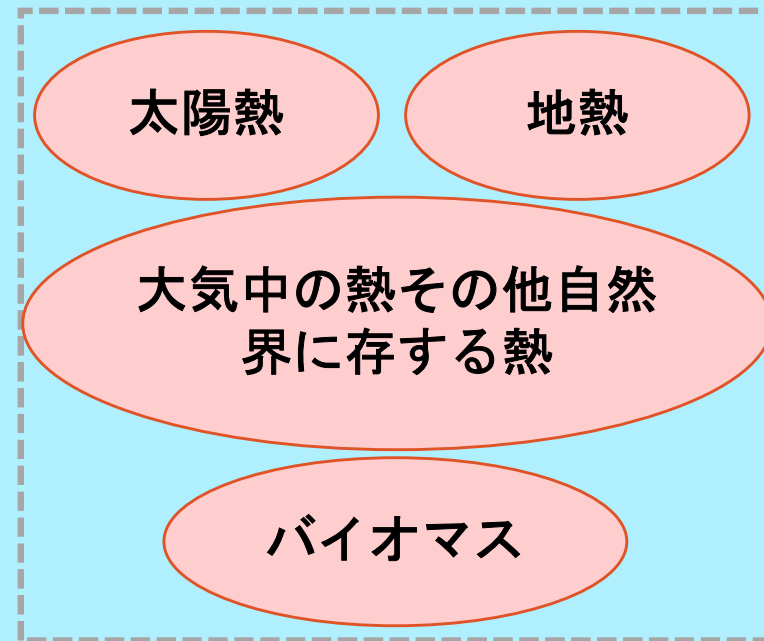 太陽熱
地熱
大気中の熱その他自然
界に存する熱
バイオマス